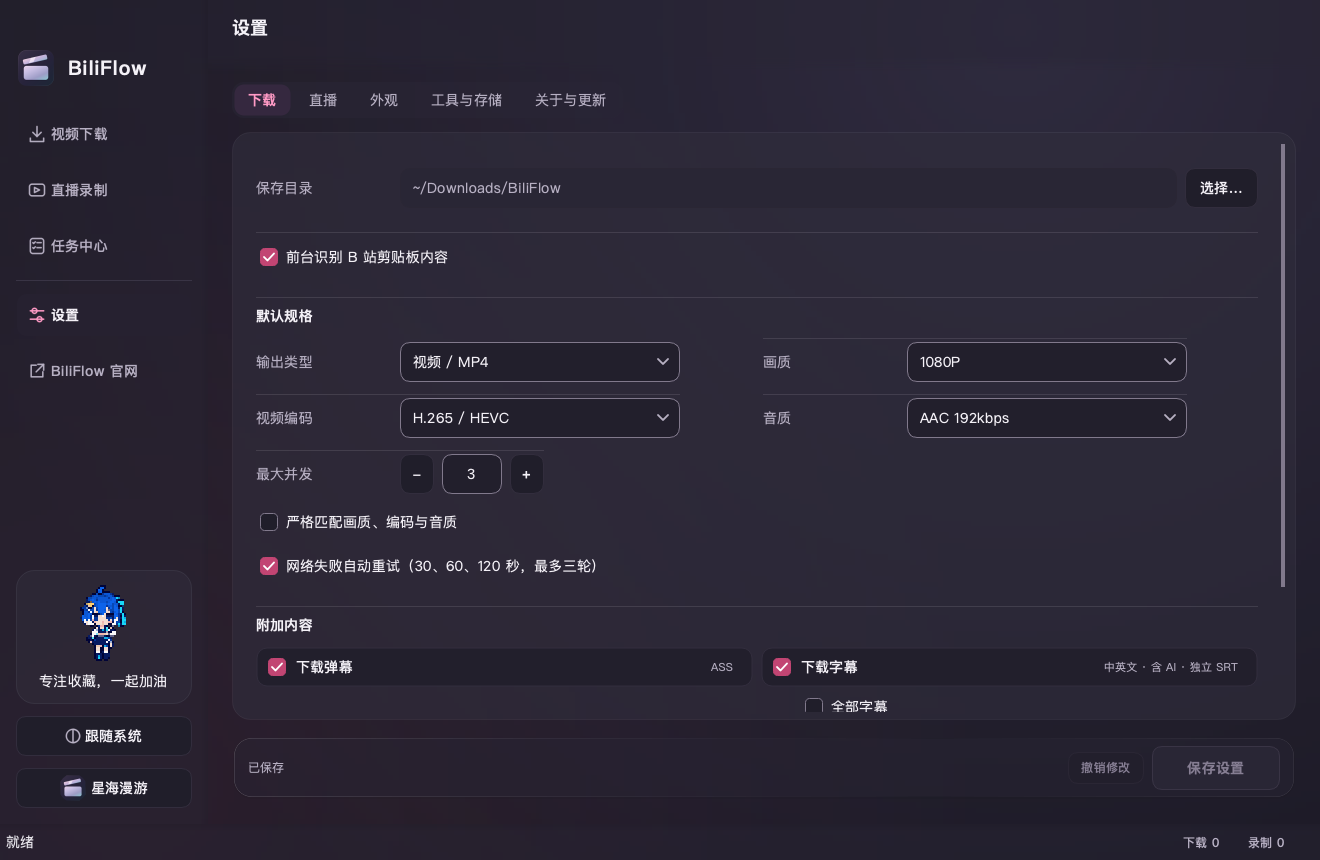 设置
BiliFlow
视频下载
直播录制
任务中心
设置
BiliFlow 官网
专注收藏，一起加油
跟随系统
星海漫游
下载 直播 外观 工具与存储 关于与更新
保存目录 ~/Downloads/BiliFlow 选择...
前台识别 B 站剪贴板内容
默认规格
输出类型 视频 / MP4 画质 1080P
视频编码 H.265 / HEVC 音质 AAC 192kbps
最大并发 − 3 +
严格匹配画质、编码与音质
网络失败自动重试（30、60、120 秒，最多三轮）
附加内容
下载弹幕 ASS 下载字幕 中英文 · 含 AI · 独立 SRT
全部字幕
已保存 撤销修改 保存设置
就绪 下载 0 录制 0